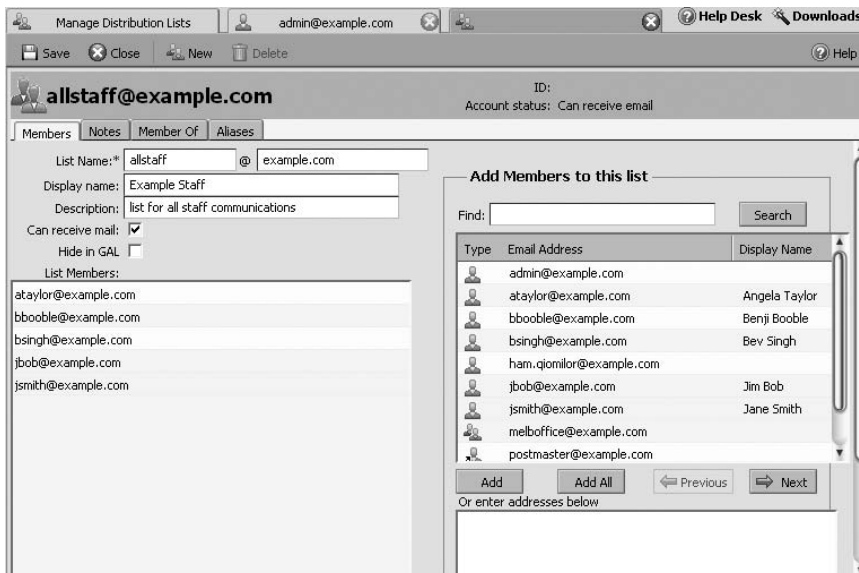 Manage Distribution Lists
admin@example.com
Help Desk
Downloads
Save
Close
New
Delete
Help
allstaff@example.com
ID:
Account status: Can receive email
Members
Notes
Member Of
Aliases
List Name:* allstaff @ example.com
Display name: Example Staff
Description: list for all staff communications
Can receive mail:
Hide in GAL
List Members:
ataylor@example.com
bbooble@example.com
bsingh@example.com
jbob@example.com
jsmith@example.com
Add Members to this list
Find:
Search
Type Email Address Display Name
admin@example.com
ataylor@example.com Angela Taylor
bbooble@example.com Benji Booble
bsingh@example.com Bev Singh
ham.qiomilor@example.com
jbob@example.com Jim Bob
jsmith@example.com Jane Smith
melboffice@example.com
postmaster@example.com
Add
Add All
Previous
Next
Or enter addresses below